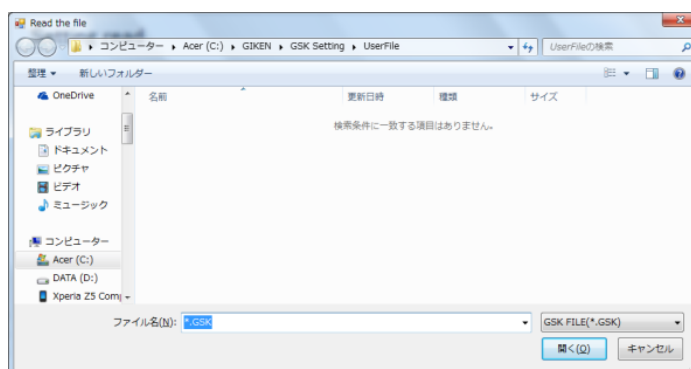 Read the file
コンピューター ▸ Acer (C:) ▸ GIKEN ▸ GSK Setting ▸ UserFile
UserFileの検索
整理
新しいフォルダー
名前
更新日時
種類
サイズ
検索条件に一致する項目はありません。
OneDrive
ライブラリ
ドキュメント
ピクチャ
ビデオ
ミュージック
コンピューター
Acer (C:)
DATA (D:)
Xperia Z5 Com
ファイル名(N):
*.GSK
GSK FILE(*.GSK)
開く(O)
キャンセル